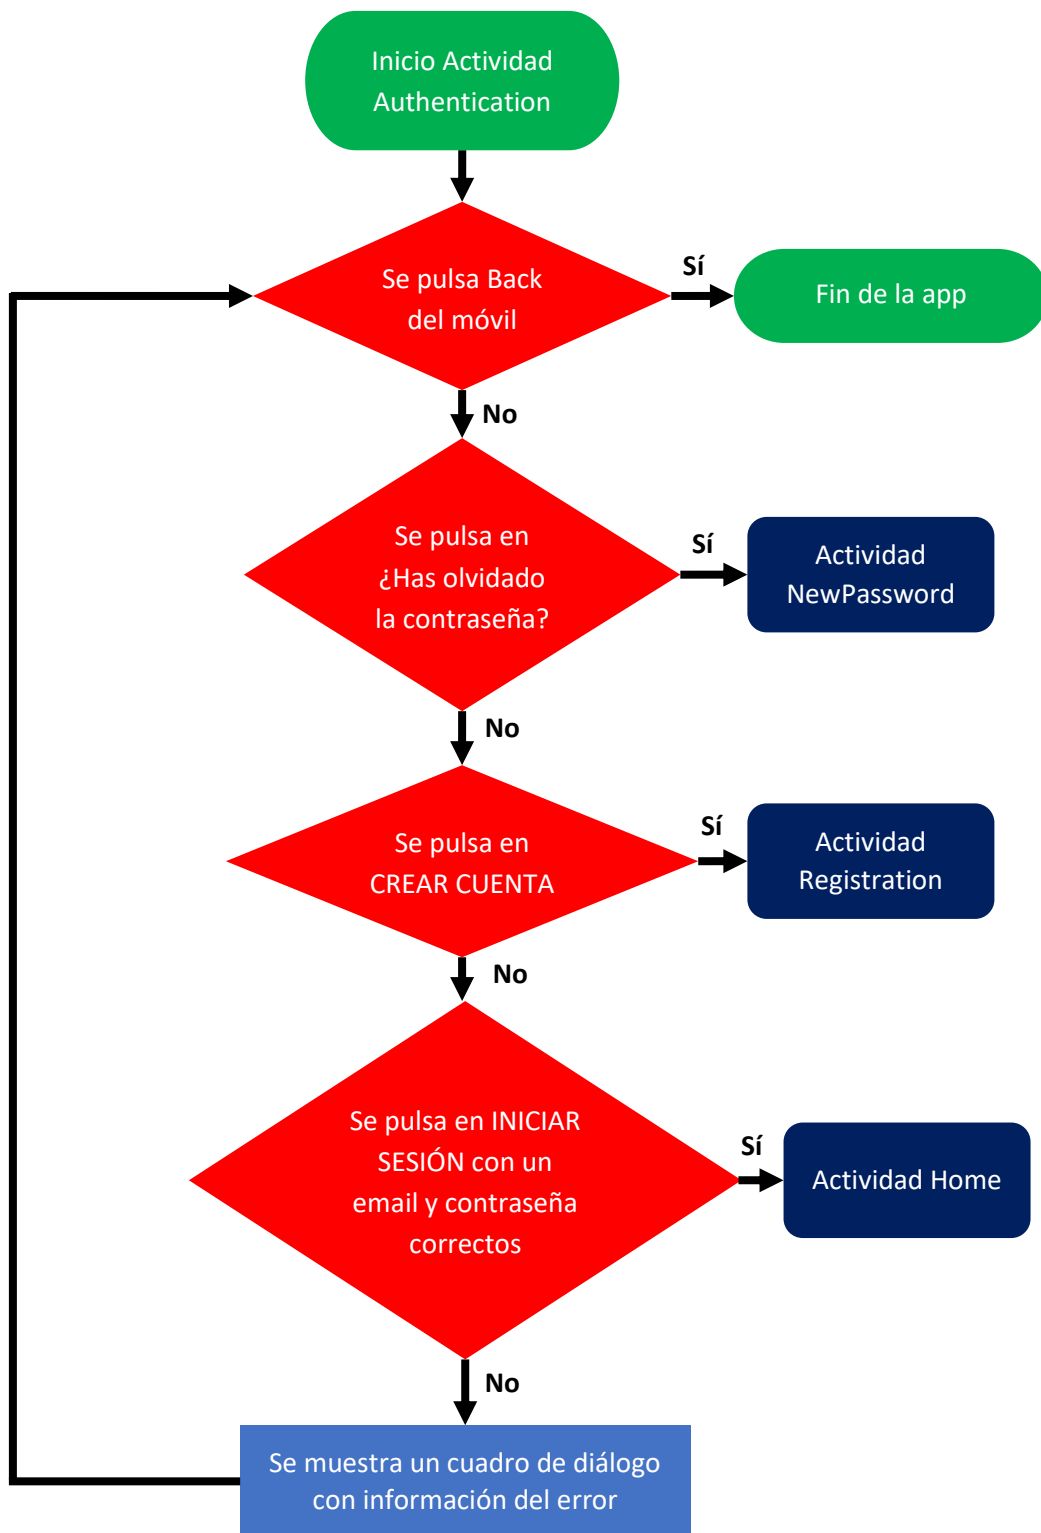 Inicio Actividad
Authentication
Se pulsa Back
del móvil
Sí
Fin de la app
No
Se pulsa en
¿Has olvidado
la contraseña?
Sí
Actividad
NewPassword
No
Se pulsa en
CREAR CUENTA
Sí
Actividad
Registration
No
Se pulsa en INICIAR
SESIÓN con un
email y contraseña
correctos
Sí
Actividad Home
No
Se muestra un cuadro de diálogo
con información del error